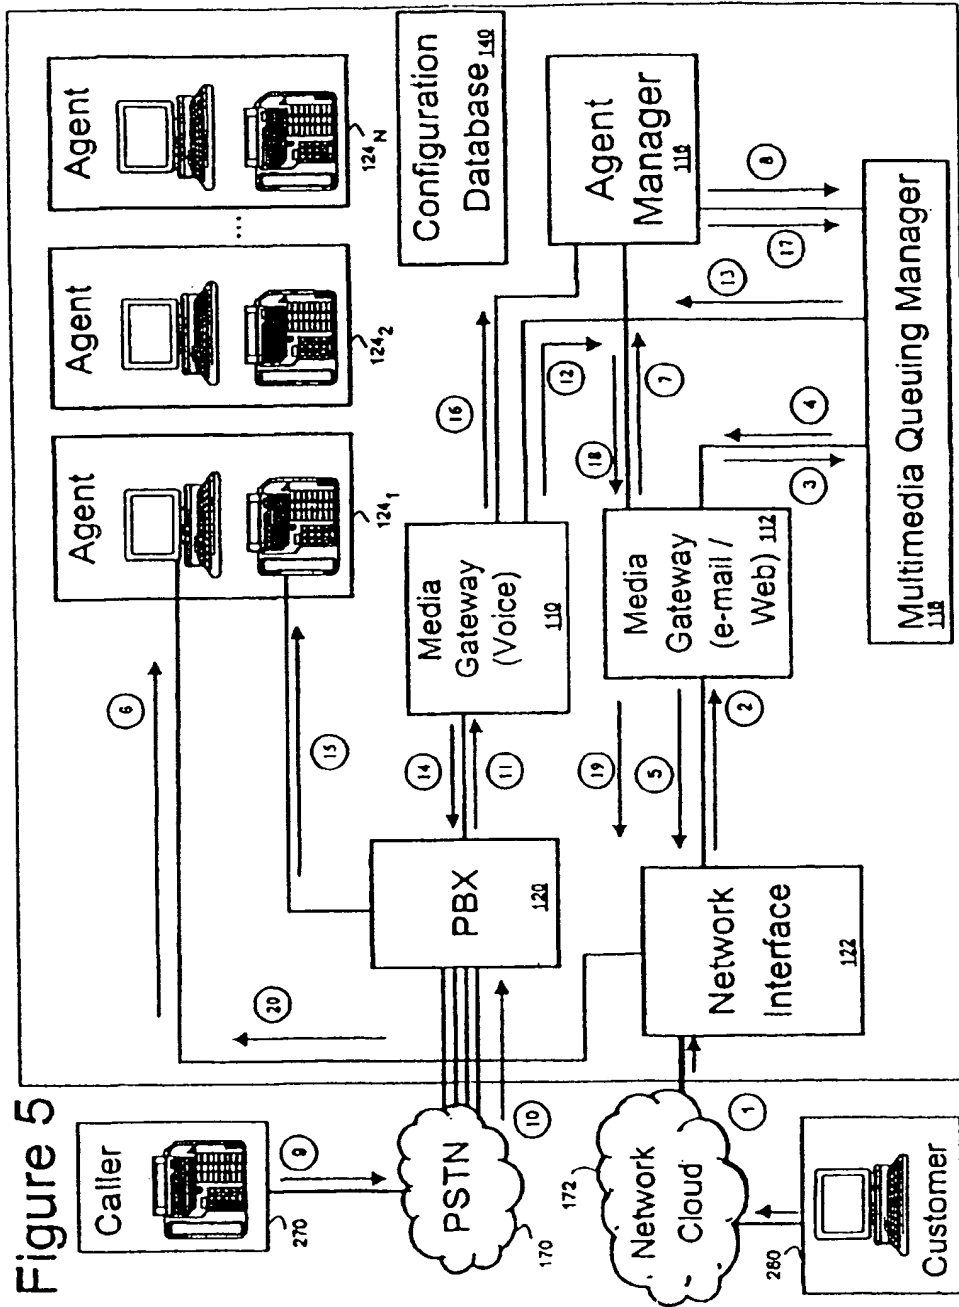 Figure 5
Caller
270
9
PSTN
170
10
Network
Cloud
172
1
280
Customer
20
6
15
PBX
120
14
11
Network
Interface
122
19
5
2
Media
Gateway
(Voice)
110
Media
Gateway
(e-mail /
Web) 112
16
12
18
7
3
4
13
17
8
Agent
124₁
Agent
124₂
...
Agent
124 N
Configuration
Database 140
Agent
Manager
116
Multimedia Queuing Manager
118